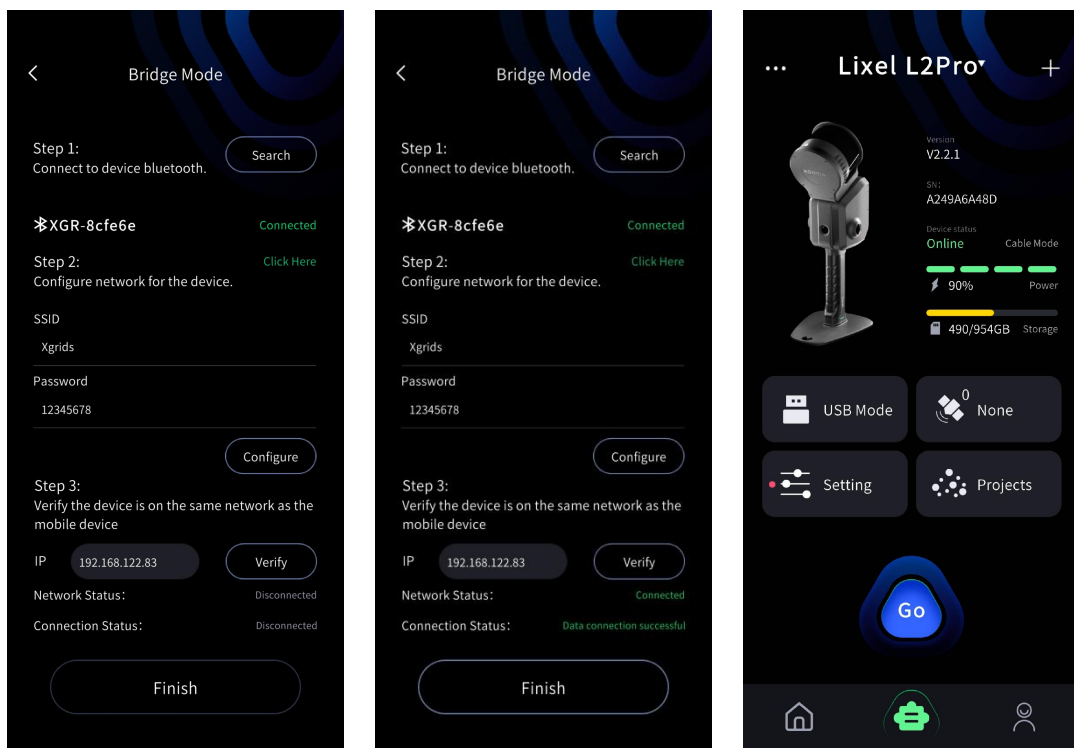 Bridge Mode
Step 1:
Connect to device bluetooth.
Search
XGR-8cfe6e
Connected
Step 2:
Click Here
Configure network for the device.
SSID
Xgrids
Password
12345678
Configure
Step 3:
Verify the device is on the same network as the
mobile device
IP
192.168.122.83
Verify
Network Status:
Disconnected
Connection Status:
Disconnected
Finish
Bridge Mode
Step 1:
Connect to device bluetooth.
Search
XGR-8cfe6e
Connected
Step 2:
Click Here
Configure network for the device.
SSID
Xgrids
Password
12345678
Configure
Step 3:
Verify the device is on the same network as the
mobile device
IP
192.168.122.83
Verify
Network Status:
Connected
Connection Status:
Data connection successful
Finish
Lixel L2Pro
Version
V2.2.1
SN:
A249A6A48D
Device status
Online
Cable Mode
90%
Power
490/954GB
Storage
USB Mode
0
None
Setting
Projects
Go